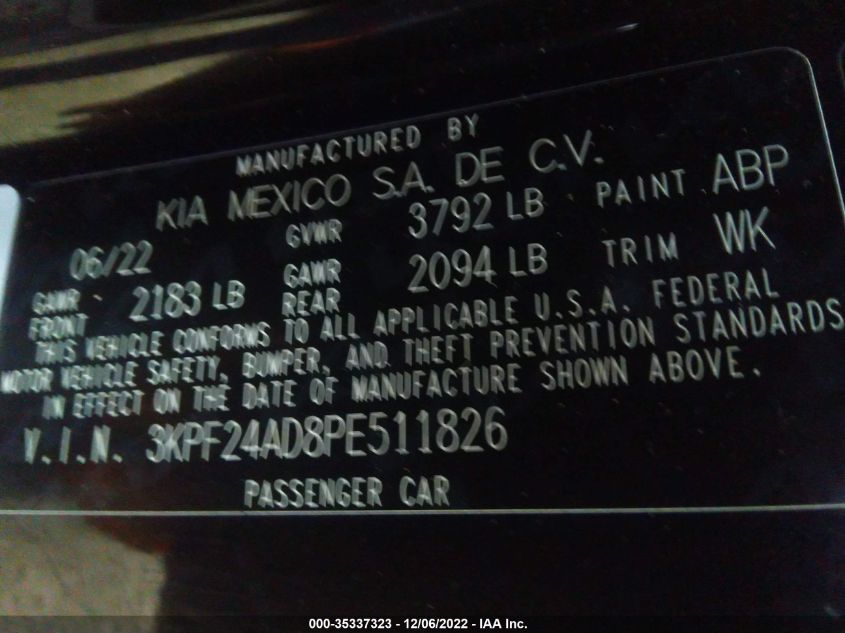 MANUFACTURED BY
KIA MEXICO S.A. DE C.V.
06/22 GVWR 3792 LB PAINT ABP
GAWR FRONT 2183 LB GAWR REAR 2094 LB TRIM WK
THIS VEHICLE CONFORMS TO ALL APPLICABLE U.S.A. FEDERAL
MOTOR VEHICLE SAFETY, BUMPER, AND THEFT PREVENTION STANDARDS
IN EFFECT ON THE DATE OF MANUFACTURE SHOWN ABOVE.
V.I.N. 3KPF24AD8PE511826
PASSENGER CAR
000-35337323 - 12/06/2022 - IAA Inc.